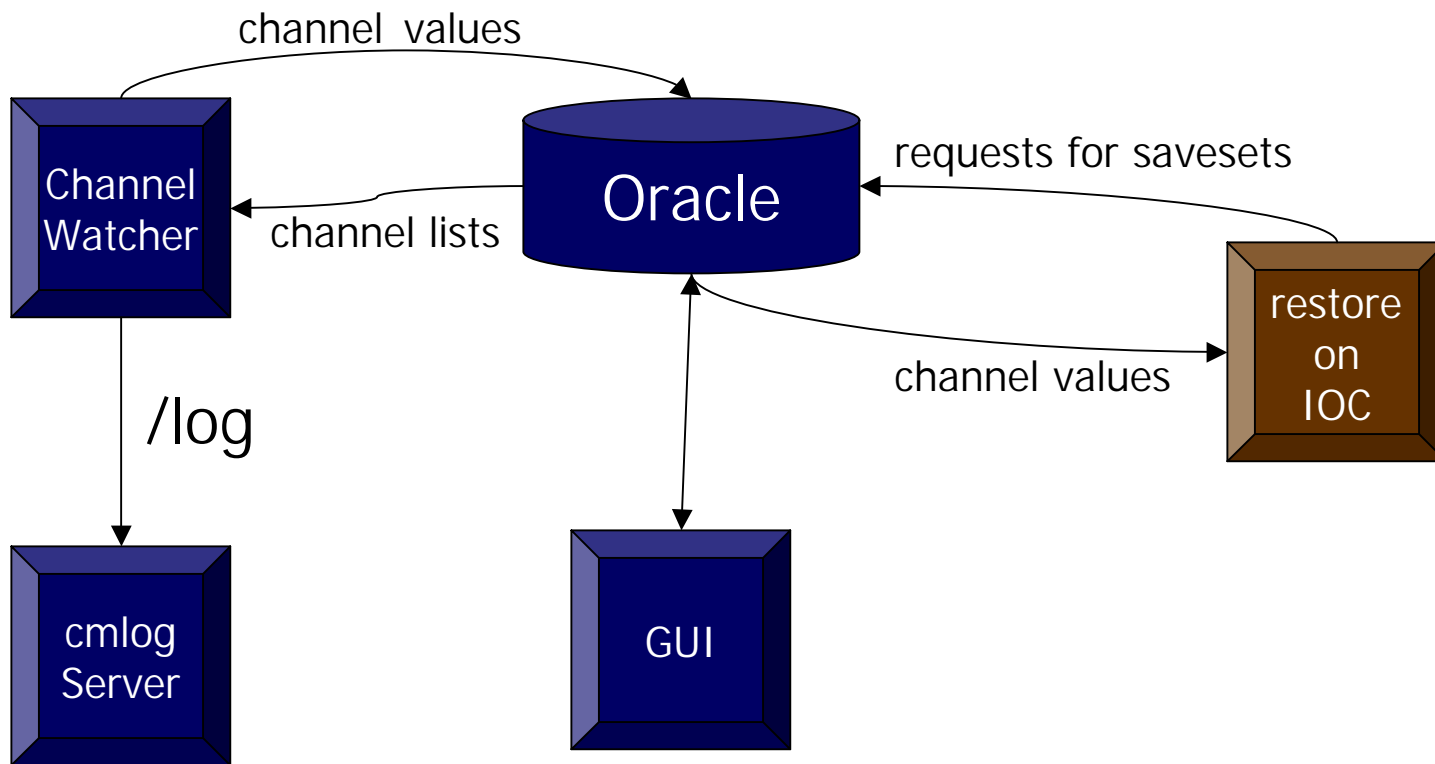 channel values
Channel
Watcher
Oracle
requests for savesets
channel lists
restore
on
IOC
channel values
/log
cmlog
Server
GUI